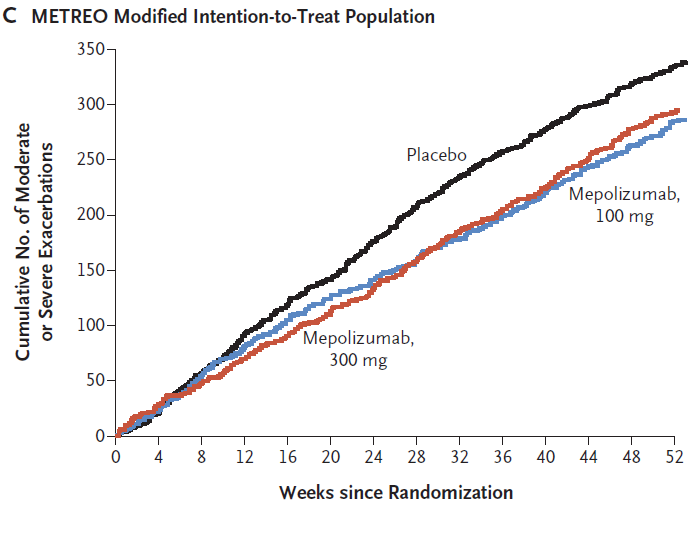 C METREO Modified Intention-to-Treat Population
Cumulative No. of Moderate
or Severe Exacerbations
350
300
250
200
150
100
50
0
Placebo
Mepolizumab,
100 mg
Mepolizumab,
300 mg
0 4 8 12 16 20 24 28 32 36 40 44 48 52
Weeks since Randomization